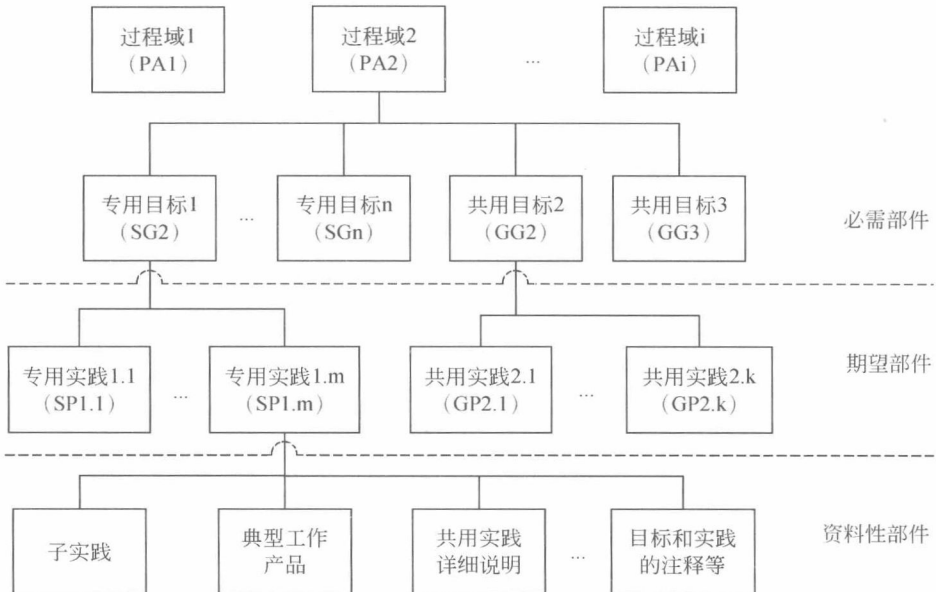 过程域1
（PA1）
过程域2
（PA2）
...
过程域i
（PAi）
专用目标1
（SG2）
...
专用目标n
（SGn）
共用目标2
（GG2）
共用目标3
（GG3）
必需部件
专用实践1.1
（SP1.1）
...
专用实践1.m
（SP1.m）
共用实践2.1
（GP2.1）
...
共用实践2.k
（GP2.k）
期望部件
子实践
典型工作
产品
共用实践
详细说明
...
目标和实践
的注释等
资料性部件